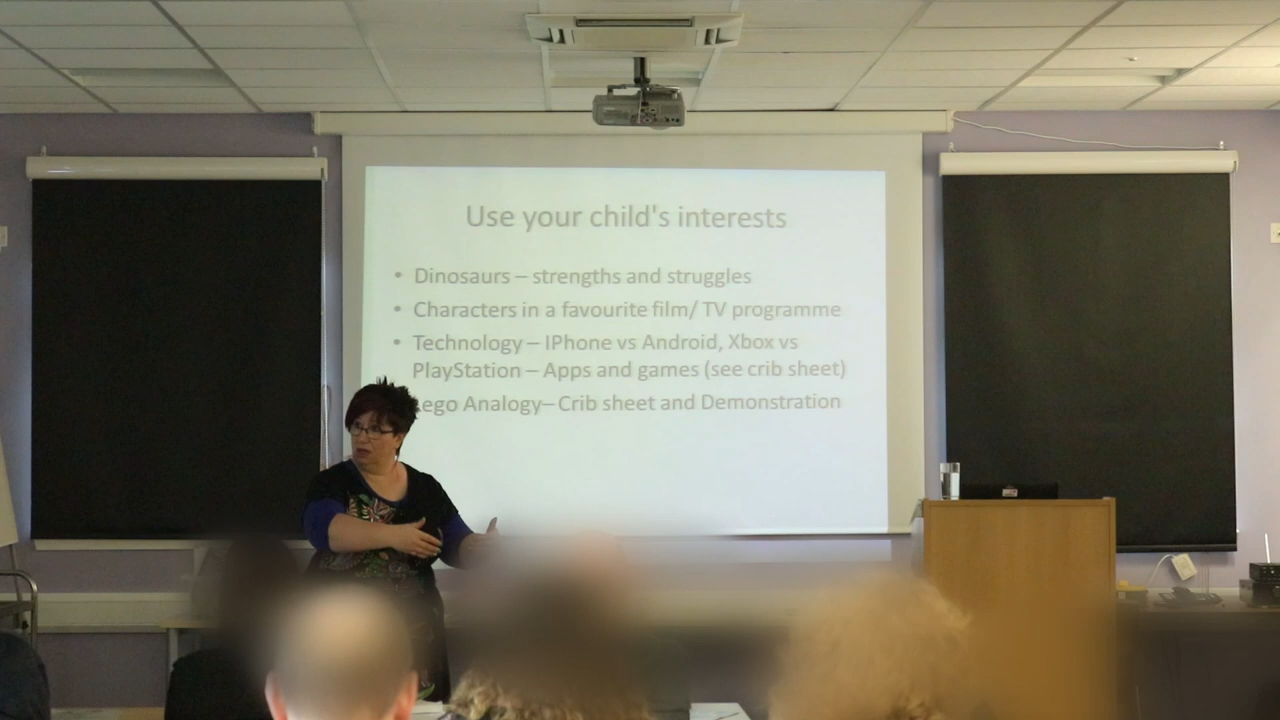 Use your child's interests
• Dinosaurs – strengths and struggles
• Characters in a favourite film/ TV programme
• Technology – IPhone vs Android, Xbox vs
PlayStation – Apps and games (see crib sheet)
Lego Analogy– Crib sheet and Demonstration